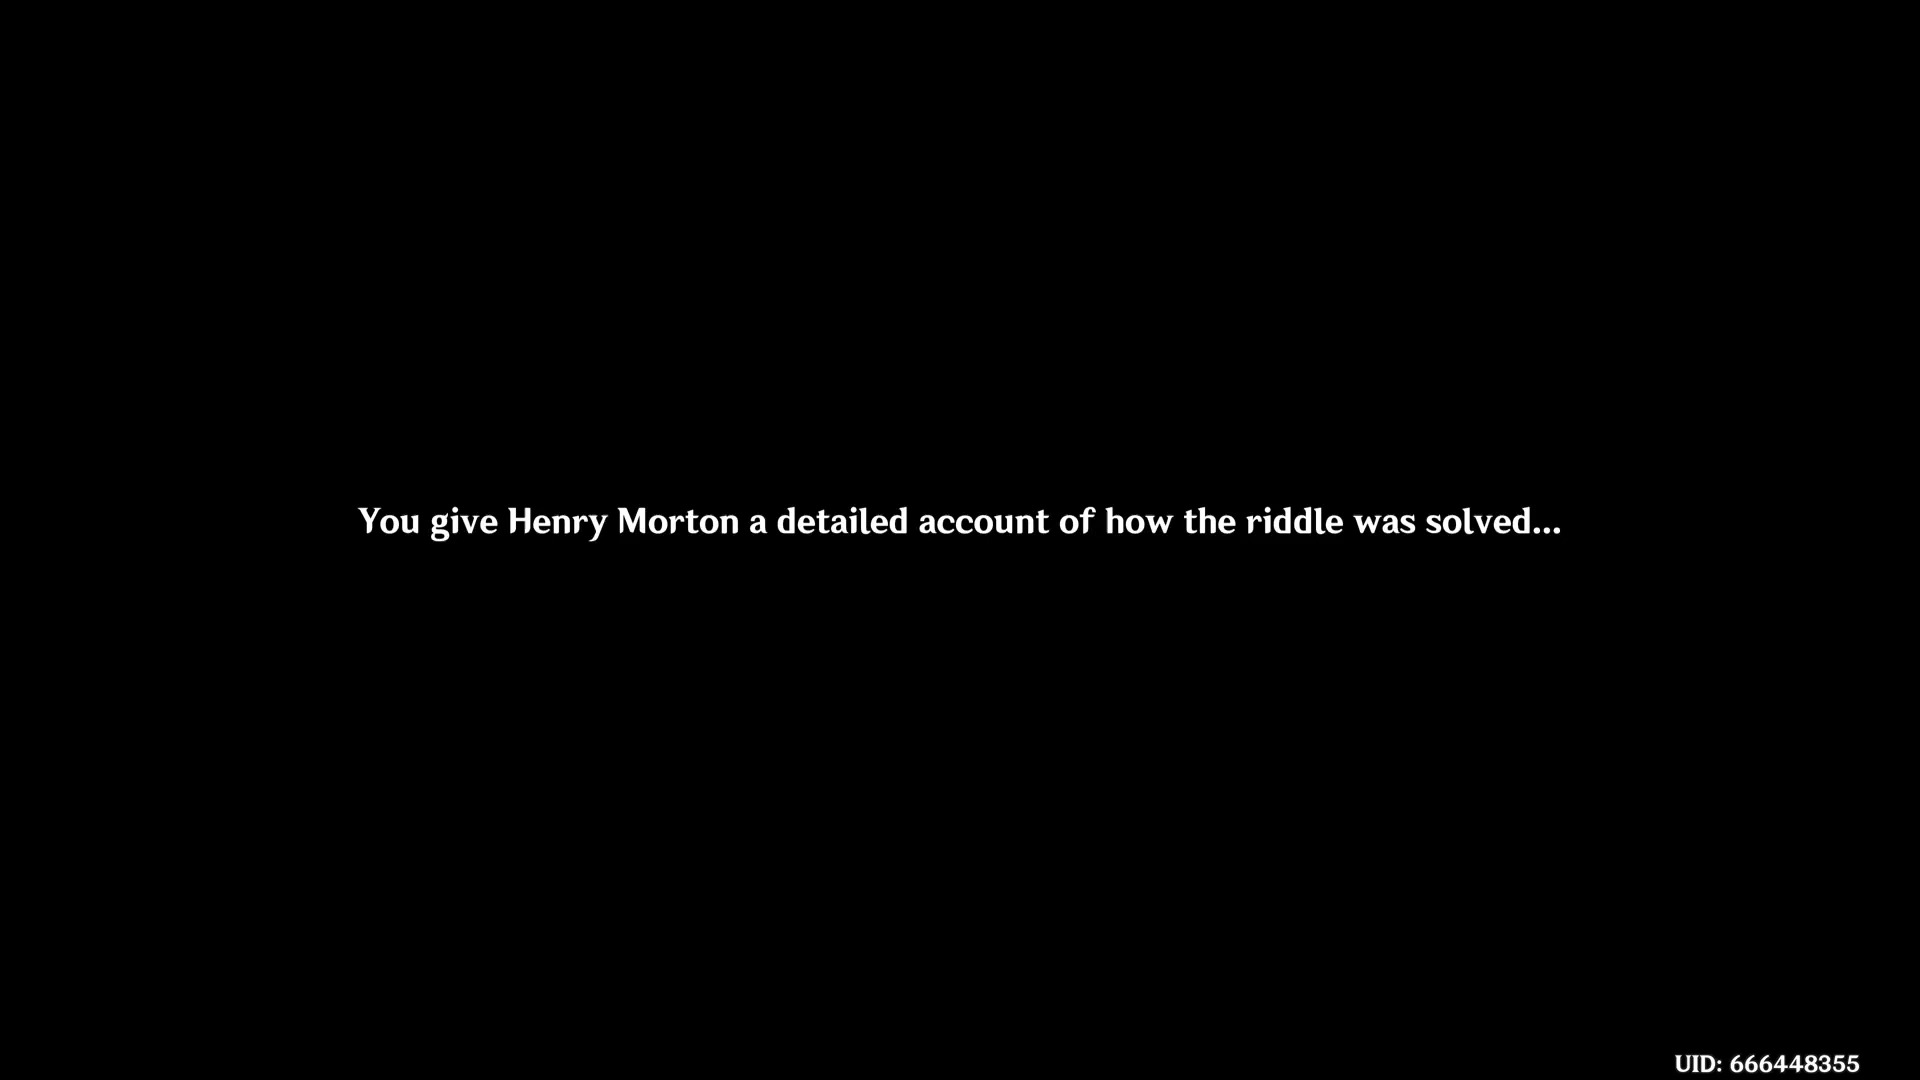 You give Henry Morton a detailed account of how the riddle was solved...
UID: 666448355